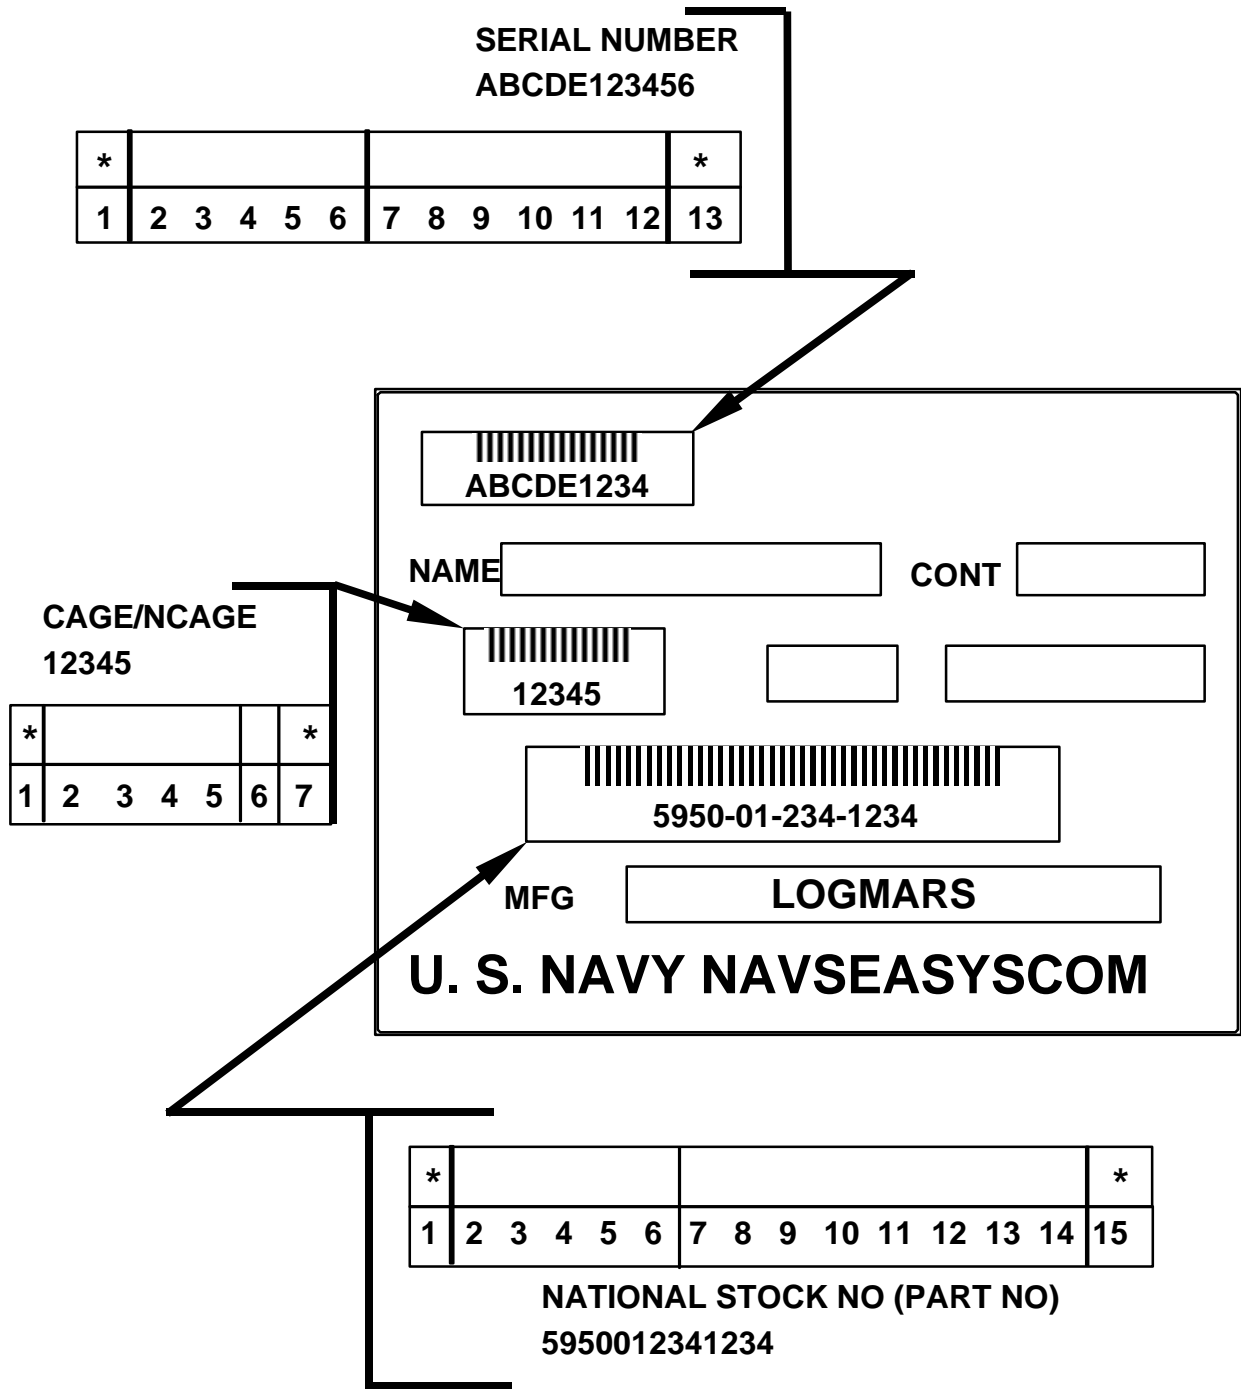 SERIAL NUMBER
ABCDE123456
* *
1 2 3 4 5 6 7 8 9 10 11 12 13
ABCDE1234
NAME CONT
CAGE/NCAGE
12345
* *
1 2 3 4 5 6 7
12345
5950-01-234-1234
MFG LOGMARS
U. S. NAVY NAVSEASYSCOM
* *
1 2 3 4 5 6 7 8 9 10 11 12 13 14 15
NATIONAL STOCK NO (PART NO)
5950012341234